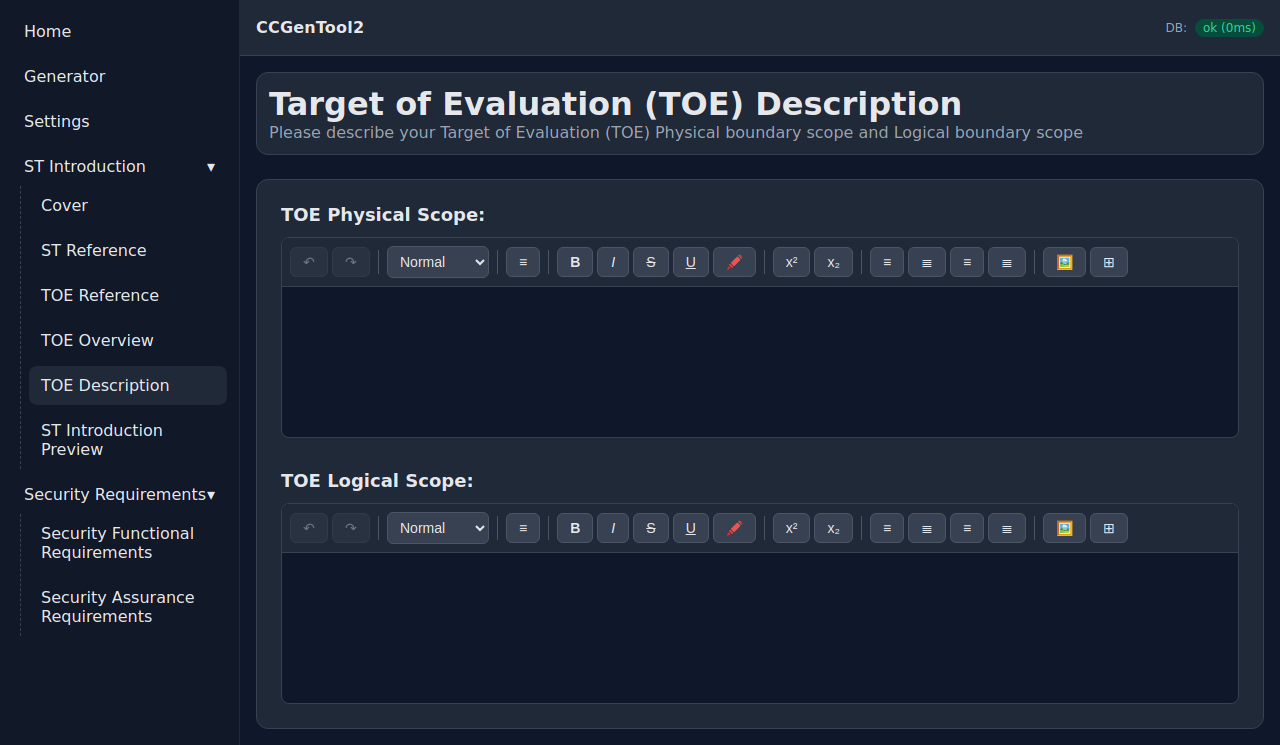 Home
Generator
Settings
ST Introduction ▾
Cover
ST Reference
TOE Reference
TOE Overview
TOE Description
ST Introduction
Preview
Security Requirements ▾
Security Functional
Requirements
Security Assurance
Requirements
CCGenTool2
DB: ok (0ms)
Target of Evaluation (TOE) Description
Please describe your Target of Evaluation (TOE) Physical boundary scope and Logical boundary scope
TOE Physical Scope:
↶ ↷ Normal ≡ B I S U 🖍️ x² x₂ ≡ ≣ ≡ ≣ 🖼️ ⊞
TOE Logical Scope:
↶ ↷ Normal ≡ B I S U 🖍️ x² x₂ ≡ ≣ ≡ ≣ 🖼️ ⊞